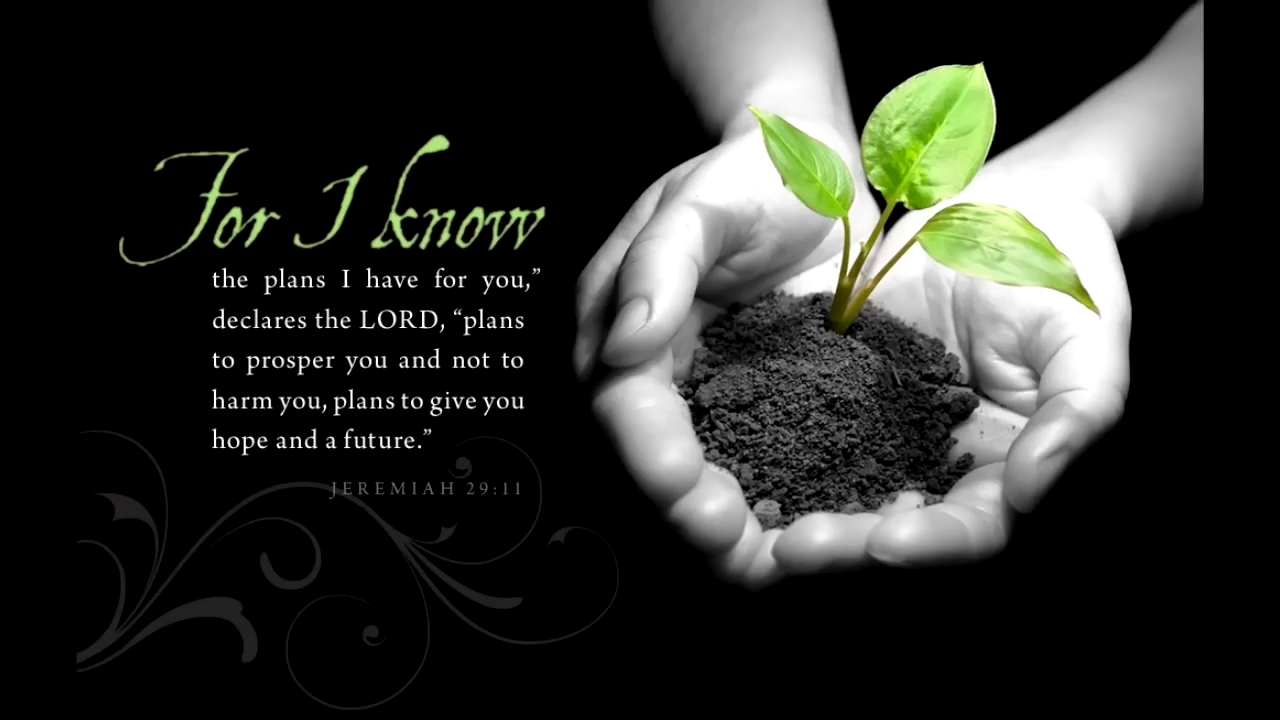 For I know
the plans I have for you,”
declares the LORD, “plans
to prosper you and not to
harm you, plans to give you
hope and a future.”
JEREMIAH 29:11